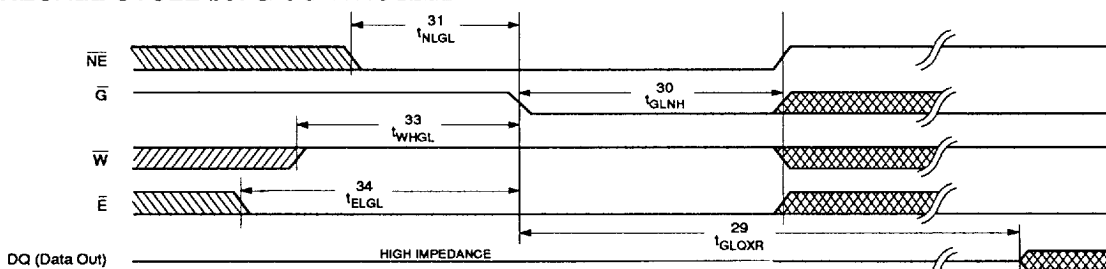 31
tNLGL
NE
30
G
tGLNH
33
tWHGL
W
34
E
tELGL
29
tGLQXR
DQ (Data Out)
HIGH IMPEDANCE